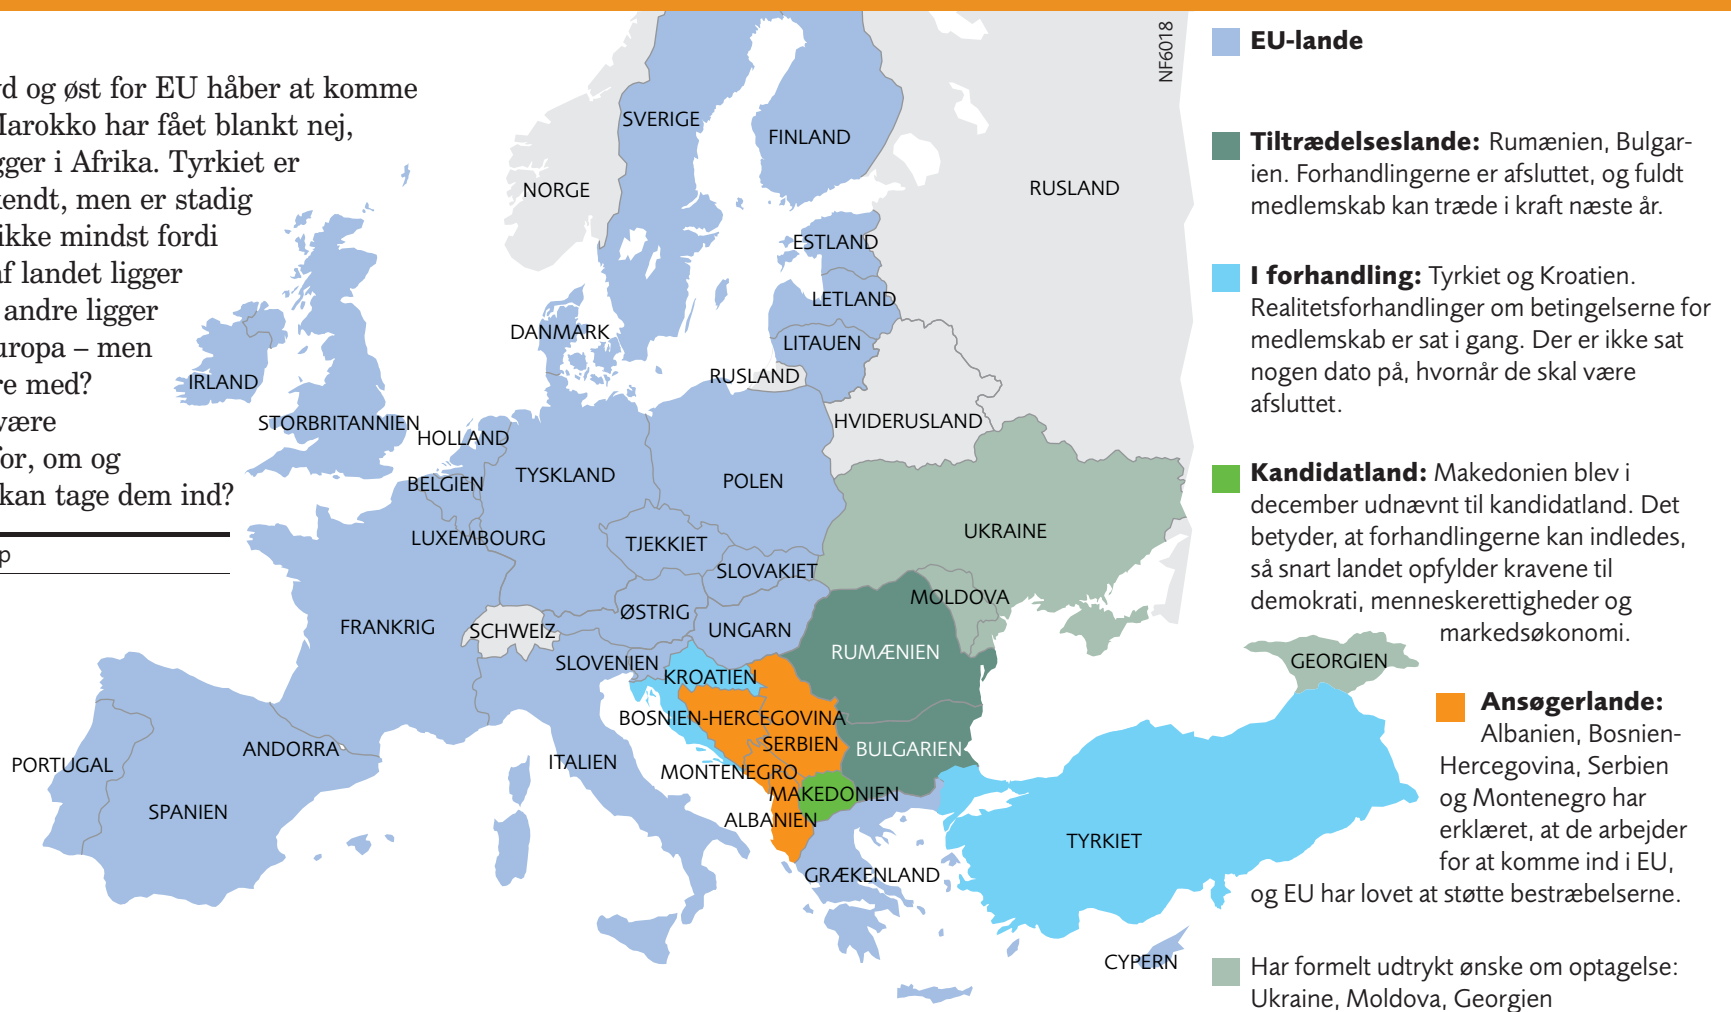 d og øst for EU håber at komme
Marokko har fået blankt nej,
gger i Afrika. Tyrkiet er
kendt, men er stadig
ikke mindst fordi
af landet ligger
andre ligger
uropa – men
re med?
være
for, om og
kan tage dem ind?
p
NF6018
SVERIGE
FINLAND
NORGE
RUSLAND
ESTLAND
LETLAND
DANMARK
LITAUEN
RUSLAND
IRLAND
STORBRITANNIEN
HOLLAND
HVIDERUSLAND
BELGIEN
TYSKLAND
POLEN
LUXEMBOURG
TJEKKIET
UKRAINE
SLOVAKIET
MOLDOVA
ØSTRIG
FRANKRIG
SCHWEIZ
UNGARN
RUMÆNIEN
SLOVENIEN
GEORGIEN
KROATIEN
BOSNIEN-HERCEGOVINA
SERBIEN
BULGARIEN
ANDORRA
PORTUGAL
ITALIEN
MONTENEGRO
MAKEDONIEN
SPANIEN
ALBANIEN
TYRKIET
GRÆKENLAND
CYPERN
EU-lande
Tiltrædelseslande: Rumænien, Bulgar-
ien. Forhandlingerne er afsluttet, og fuldt
medlemskab kan træde i kraft næste år.
I forhandling: Tyrkiet og Kroatien.
Realitetsforhandlinger om betingelserne for
medlemskab er sat i gang. Der er ikke sat
nogen dato på, hvornår de skal være
afsluttet.
Kandidatland: Makedonien blev i
december udnævnt til kandidatland. Det
betyder, at forhandlingerne kan indledes,
så snart landet opfylder kravene til
demokrati, menneskerettigheder og
markedsøkonomi.
Ansøgerlande:
Albanien, Bosnien-
Hercegovina, Serbien
og Montenegro har
erklæret, at de arbejder
for at komme ind i EU,
og EU har lovet at støtte bestræbelserne.
Har formelt udtrykt ønske om optagelse:
Ukraine, Moldova, Georgien